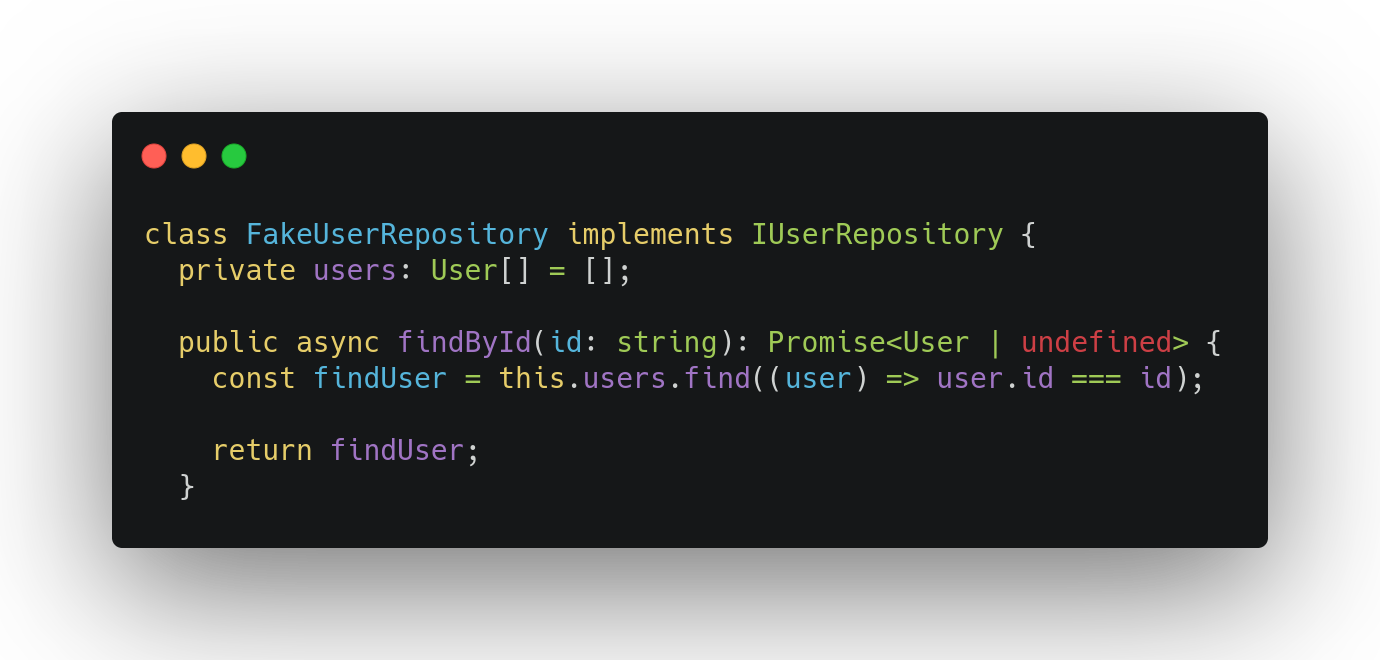 class FakeUserRepository implements IUserRepository {
  private users: User[] = [];

  public async findById(id: string): Promise<User | undefined> {
    const findUser = this.users.find((user) => user.id === id);

    return findUser;
  }